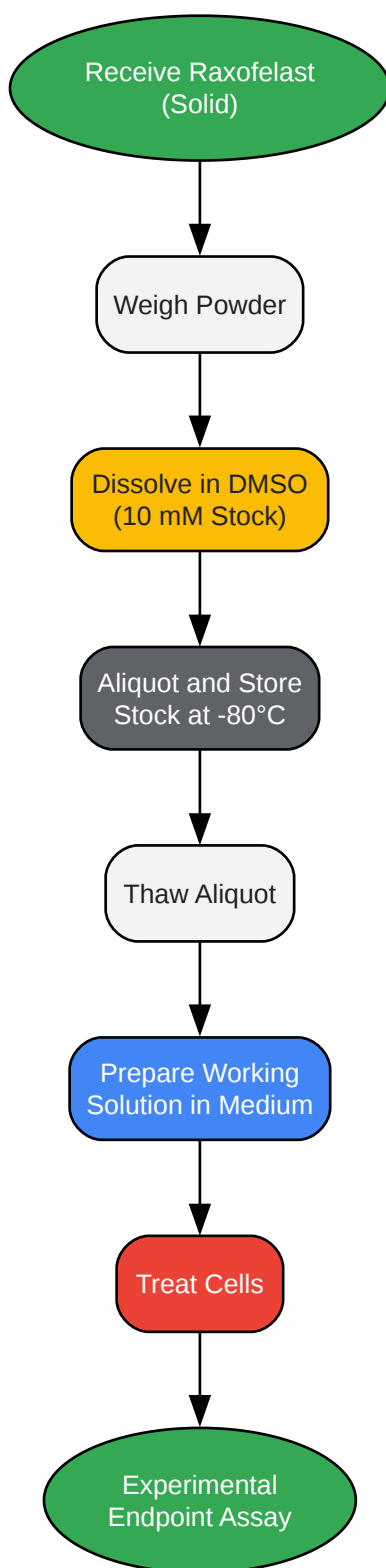 Receive Raxofelast
(Solid)
Weigh Powder
Dissolve in DMSO
(10 mM Stock)
Aliquot and Store
Stock at -80°C
Thaw Aliquot
Prepare Working
Solution in Medium
Treat Cells
Experimental
Endpoint Assay